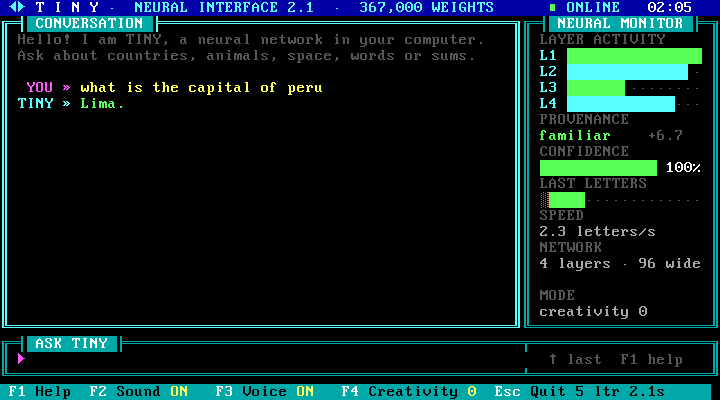 T I N Y · NEURAL INTERFACE 2.1 · 367,000 WEIGHTS ONLINE 02:05
CONVERSATION
Hello! I am TINY, a neural network in your computer.
Ask about countries, animals, space, words or sums.
YOU » what is the capital of peru
TINY » Lima.
NEURAL MONITOR
LAYER ACTIVITY
L1
L2
L3
L4
PROVENANCE
familiar +6.7
CONFIDENCE
100%
LAST LETTERS
SPEED
2.3 letters/s
NETWORK
4 layers · 96 wide
MODE
creativity 0
ASK TINY
↑ last F1 help
F1 Help F2 Sound ON F3 Voice ON F4 Creativity 0 Esc Quit 5 ltr 2.1s